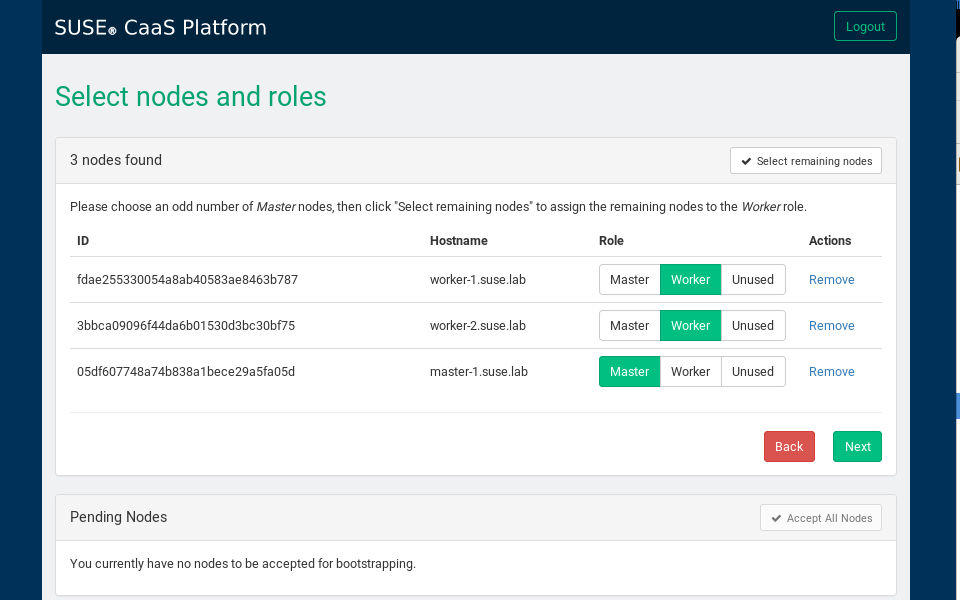 SUSE® CaaS Platform
Logout
Select nodes and roles
3 nodes found
Select remaining nodes
Please choose an odd number of Master nodes, then click "Select remaining nodes" to assign the remaining nodes to the Worker role.
ID Hostname Role Actions
fdae255330054a8ab40583ae8463b787 worker-1.suse.lab Master Worker Unused Remove
3bbca09096f44da6b01530d3bc30bf75 worker-2.suse.lab Master Worker Unused Remove
05df607748a74b838a1bece29a5fa05d master-1.suse.lab Master Worker Unused Remove
Back Next
Pending Nodes
Accept All Nodes
You currently have no nodes to be accepted for bootstrapping.